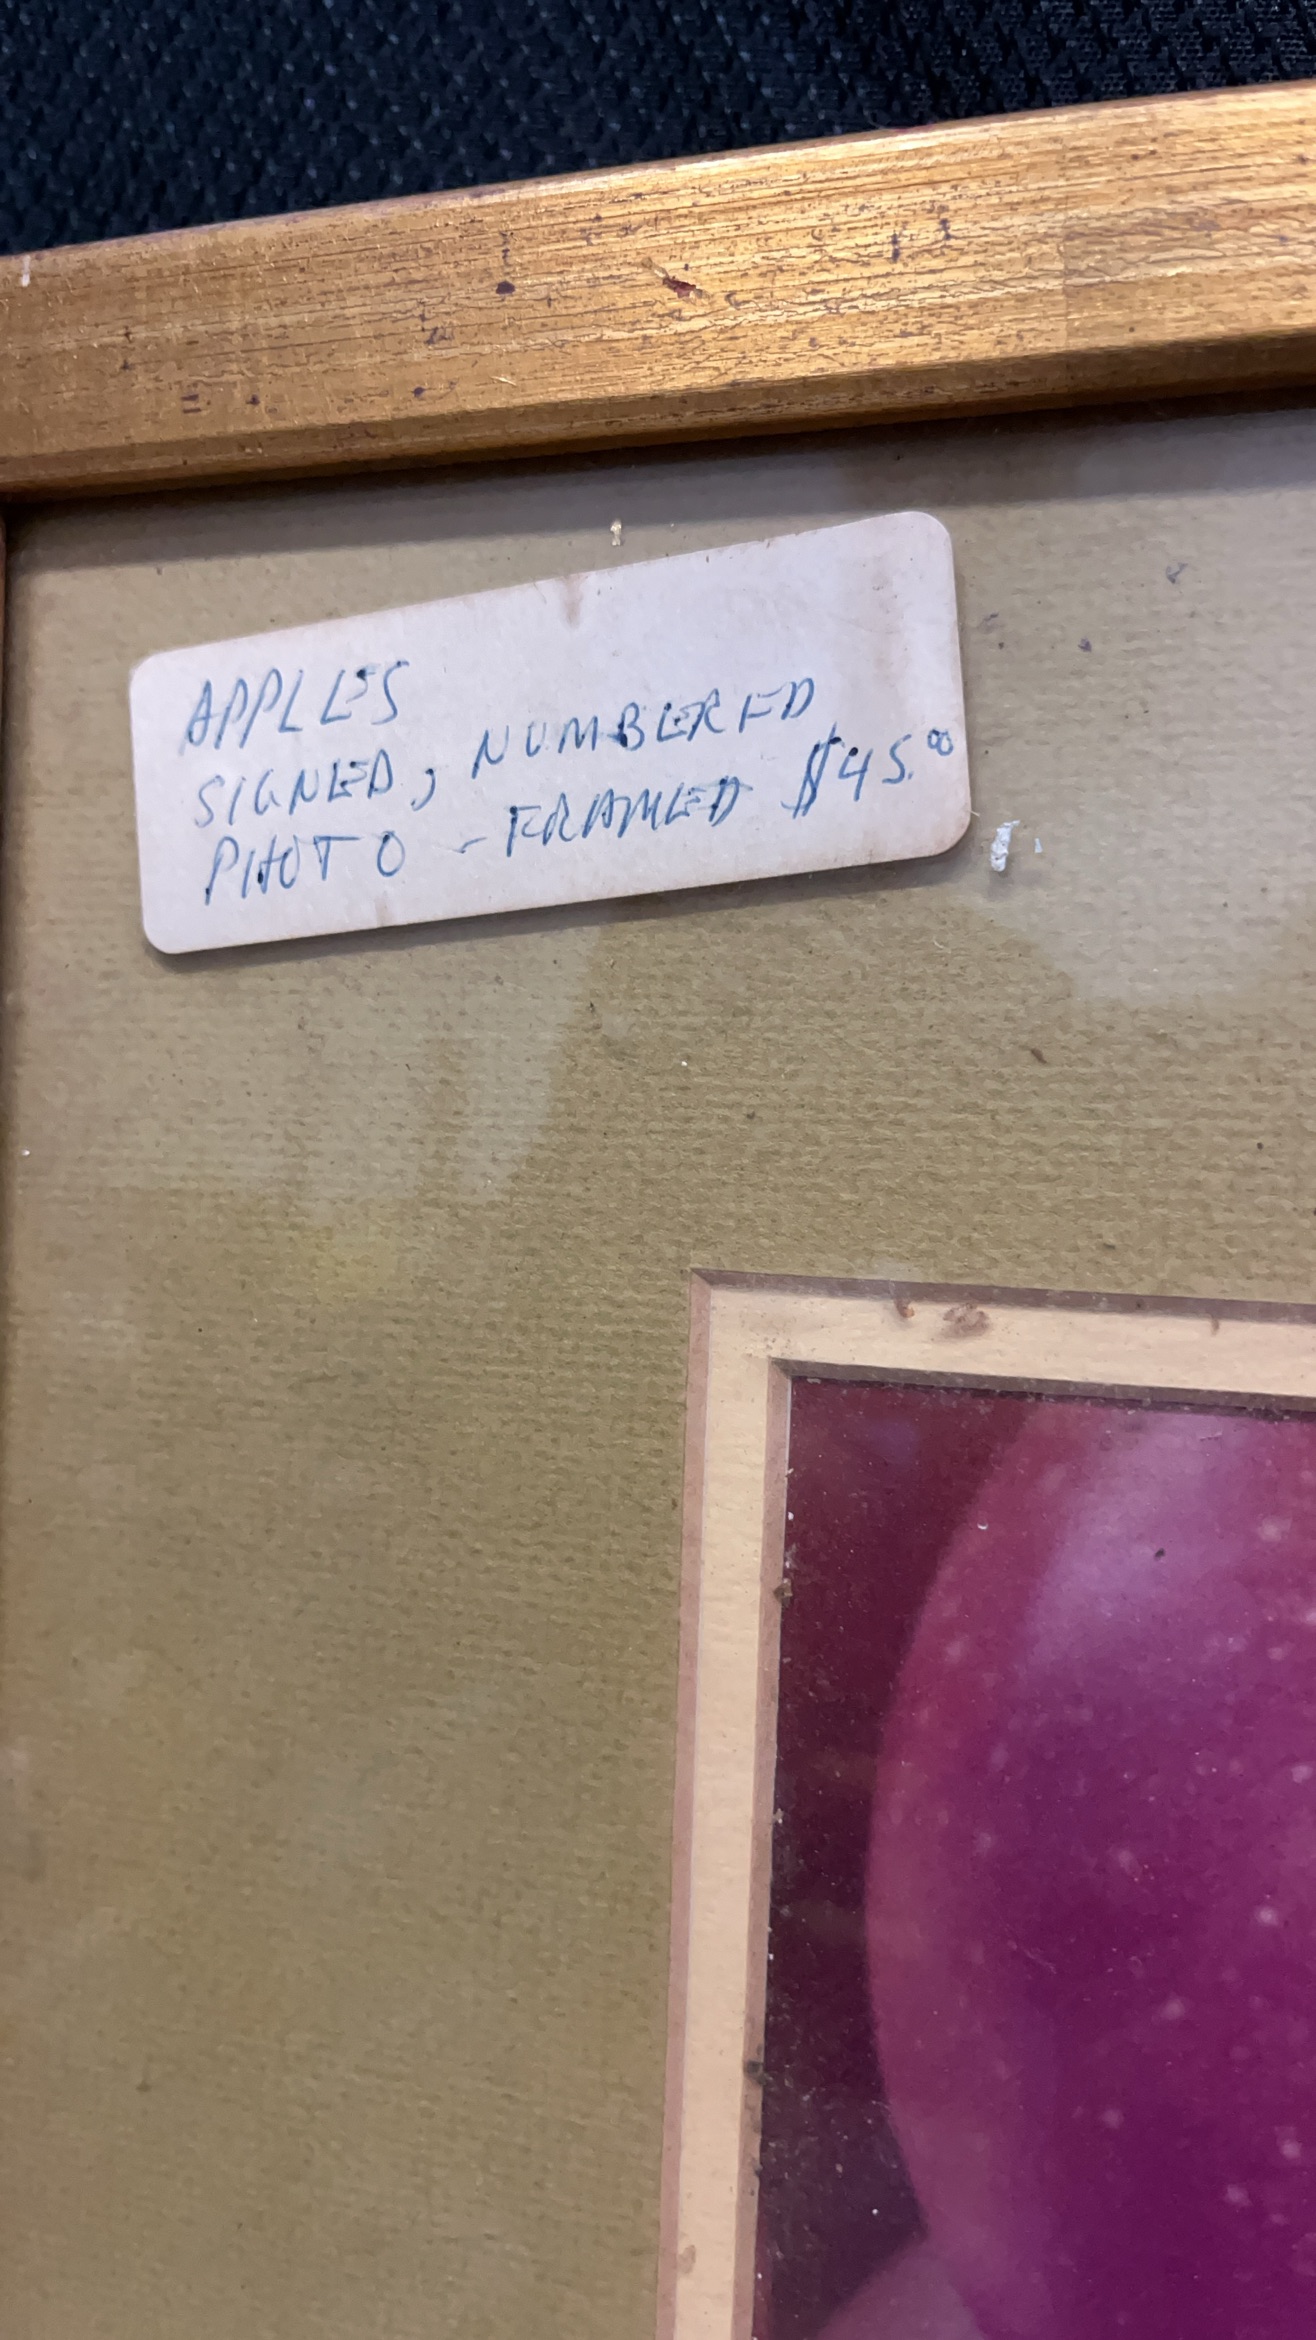 APPLES
SIGNED, NUMBERED
PHOTO - FRAMED $45.00